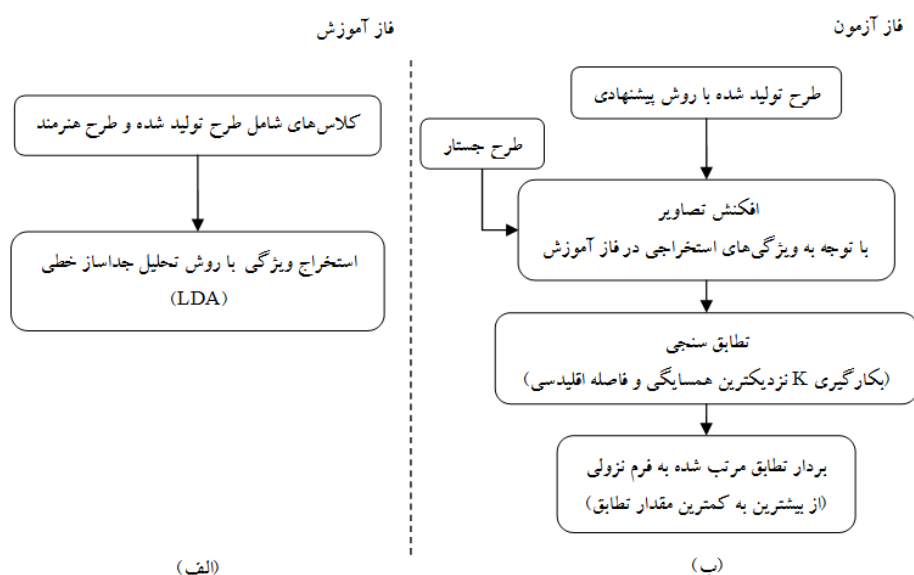 فاز آزمون
طرح تولید شده با روش پیشنهادی
طرح جستار
افکنش تصاویر
با توجه به ویژگی‌های استخراجی در فاز آموزش
تطابق سنجی
(بکارگیری K نزدیکترین همسایگی و فاصله اقلیدسی)
بردار تطابق مرتب شده به فرم نزولی
(از بیشترین به کمترین مقدار تطابق)
(ب)
فاز آموزش
کلاس‌های شامل طرح تولید شده و طرح هنرمند
استخراج ویژگی با روش تحلیل جداساز خطی
(LDA)
(الف)